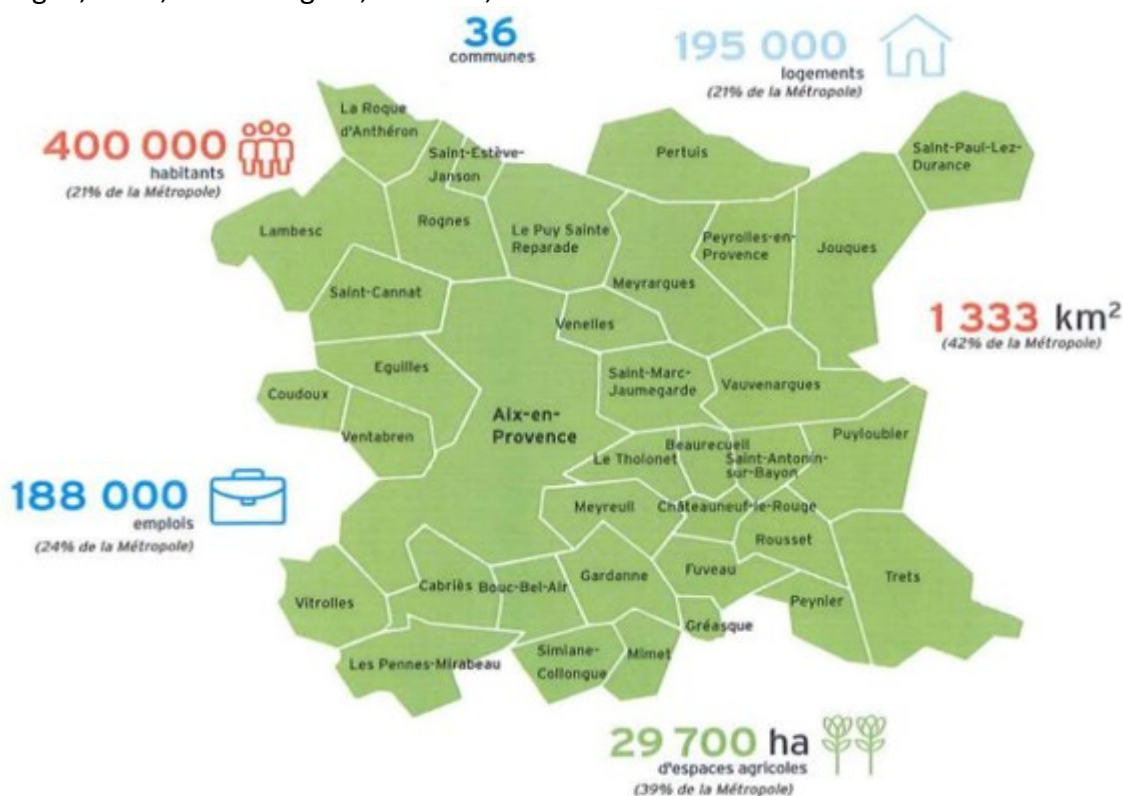 36
communes
195 000
logements
(21% de la Métropole)
400 000
habitants
(21% de la Métropole)
La Roque
d'Anthéron
Saint-Estève-
Janson
Pertuis
Saint-Paul-Lez-
Durance
Lambesc
Rognes
Le Puy Sainte
Reparade
Peyrolles-en-
Provence
Jouques
Meyrargues
Saint-Cannat
1 333 km²
(42% de la Métropole)
Venelles
Eguilles
Saint-Marc-
Jaumegarde
Vauvenargues
Coudoux
Aix-en-
Provence
Ventabren
Puyloubier
Beaurecueil
Le Tholonet
Saint-Antonin-
sur-Bayon
188 000
emplois
(24% de la Métropole)
Meyreuil
Châteauneuf-le-Rouge
Rousset
Cabriès
Bouc-Bel-Air
Gardanne
Fuveau
Trets
Vitrolles
Peynier
Gréasque
Les Pennes-Mirabeau
Simiane-
Collongue
Mimet
29 700 ha
d'espaces agricoles
(39% de la Métropole)